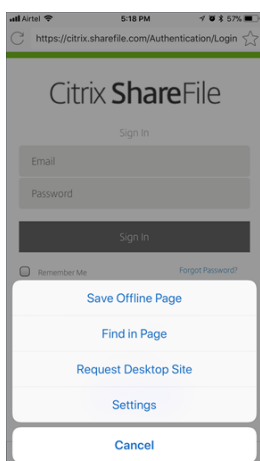 Airtel 5:18 PM 57%
https://citrix.sharefile.com/Authentication/Login
Citrix ShareFile
Sign In
Email
Password
Sign In
Remember Me Forgot Password?
Save Offline Page
Find in Page
Request Desktop Site
Settings
Cancel